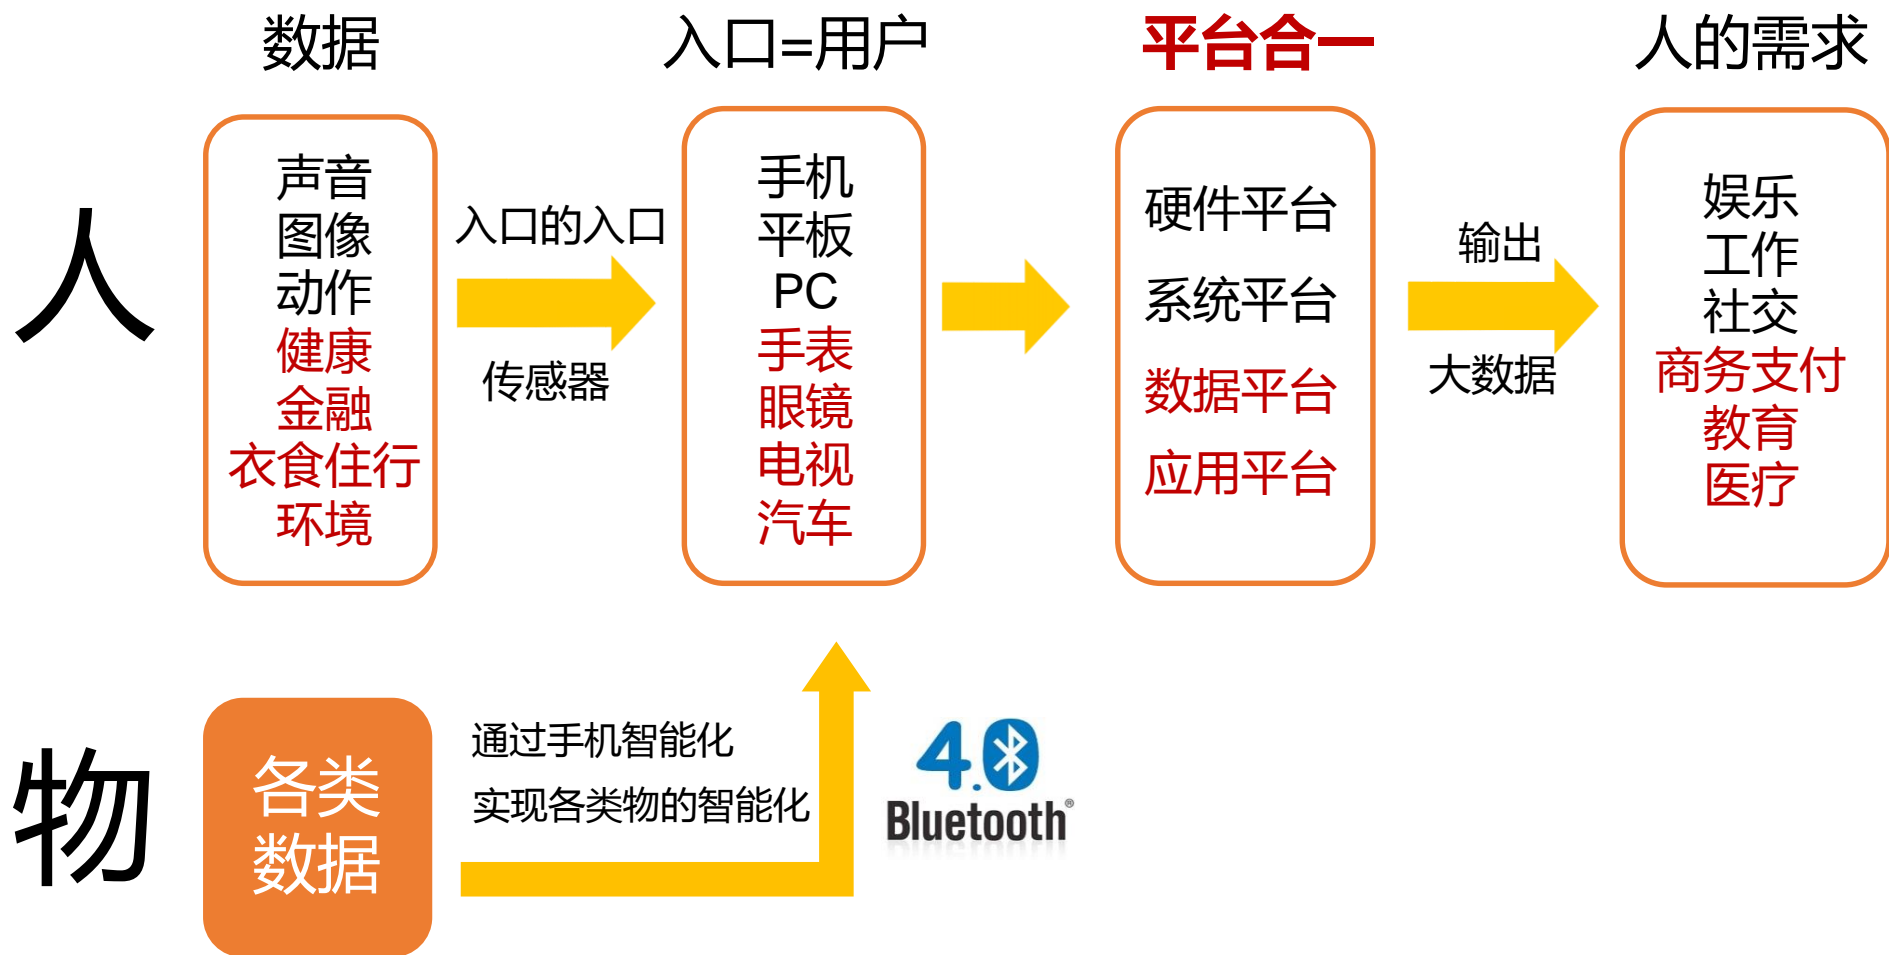 数据
入口=用户
平台合一
人的需求
人
声音
图像
动作
健康
金融
衣食住行
环境
入口的入口
传感器
手机
平板
PC
手表
眼镜
电视
汽车
硬件平台
系统平台
数据平台
应用平台
输出
大数据
娱乐
工作
社交
商务支付
教育
医疗
物
各类
数据
通过手机智能化
实现各类物的智能化
4.0
Bluetooth®